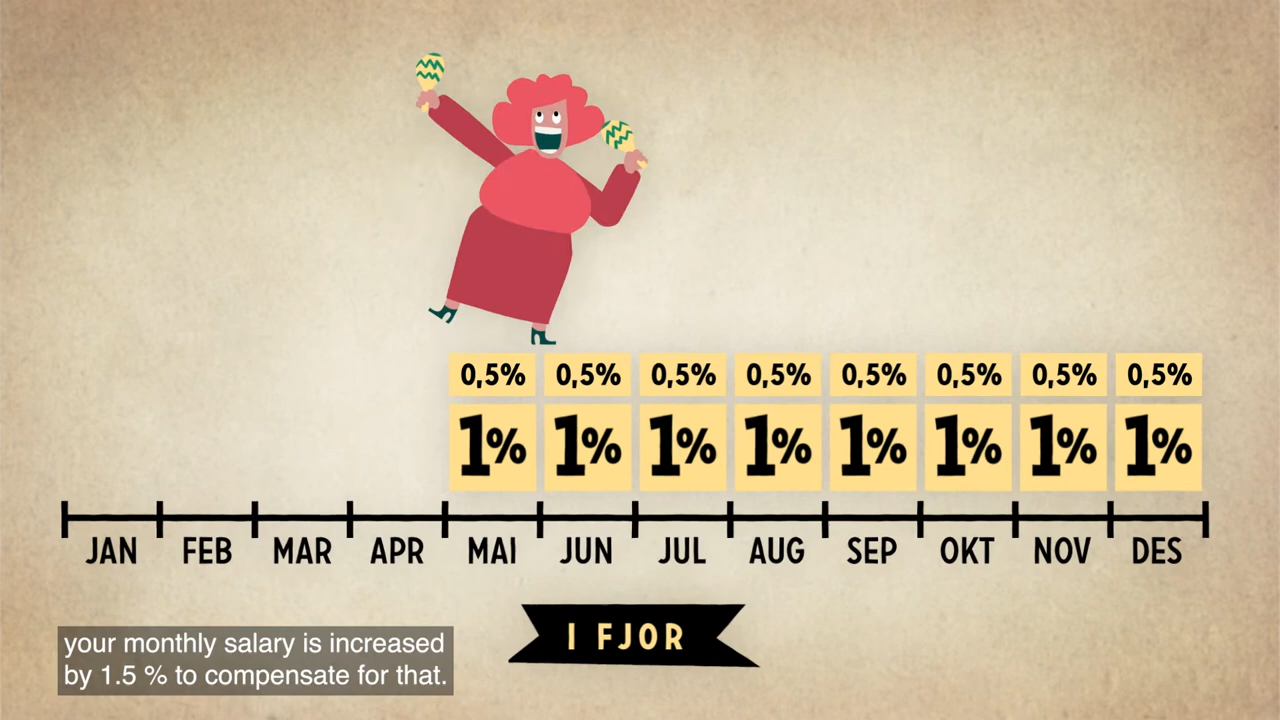 0,5% 0,5% 0,5% 0,5% 0,5% 0,5% 0,5% 0,5%
1% 1% 1% 1% 1% 1% 1% 1%
JAN FEB MAR APR MAI JUN JUL AUG SEP OKT NOV DES
I FJOR
your monthly salary is increased
by 1.5 % to compensate for that.